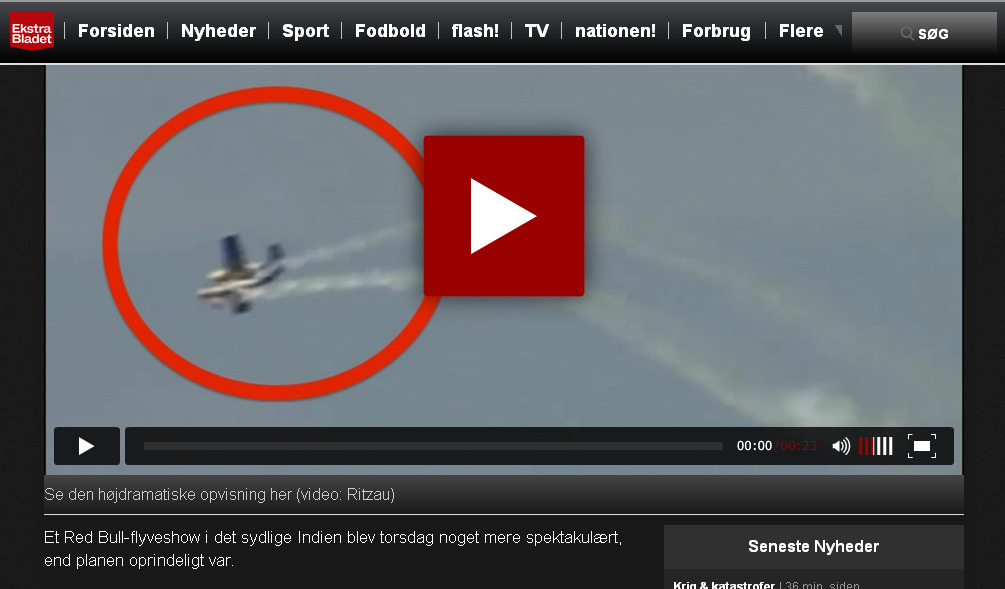 Ekstra
Bladet
Forsiden
Nyheder
Sport
Fodbold
flash!
TV
nationen!
Forbrug
Flere
SØG
00:00/00:23
Se den højdramatiske opvisning her (video: Ritzau)
Et Red Bull-flyveshow i det sydlige Indien blev torsdag noget mere spektakulært,
end planen oprindeligt var.
Seneste Nyheder
Krig & katastrofer | 36 min. siden